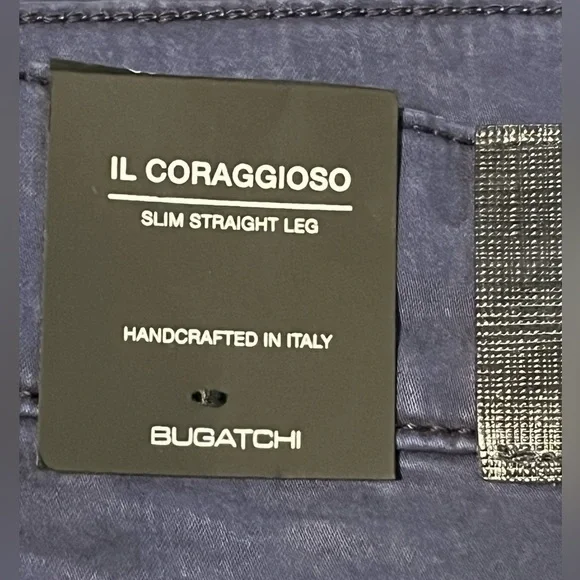 IL CORAGGIOSO
SLIM STRAIGHT LEG
HANDCRAFTED IN ITALY
BUGATCHI